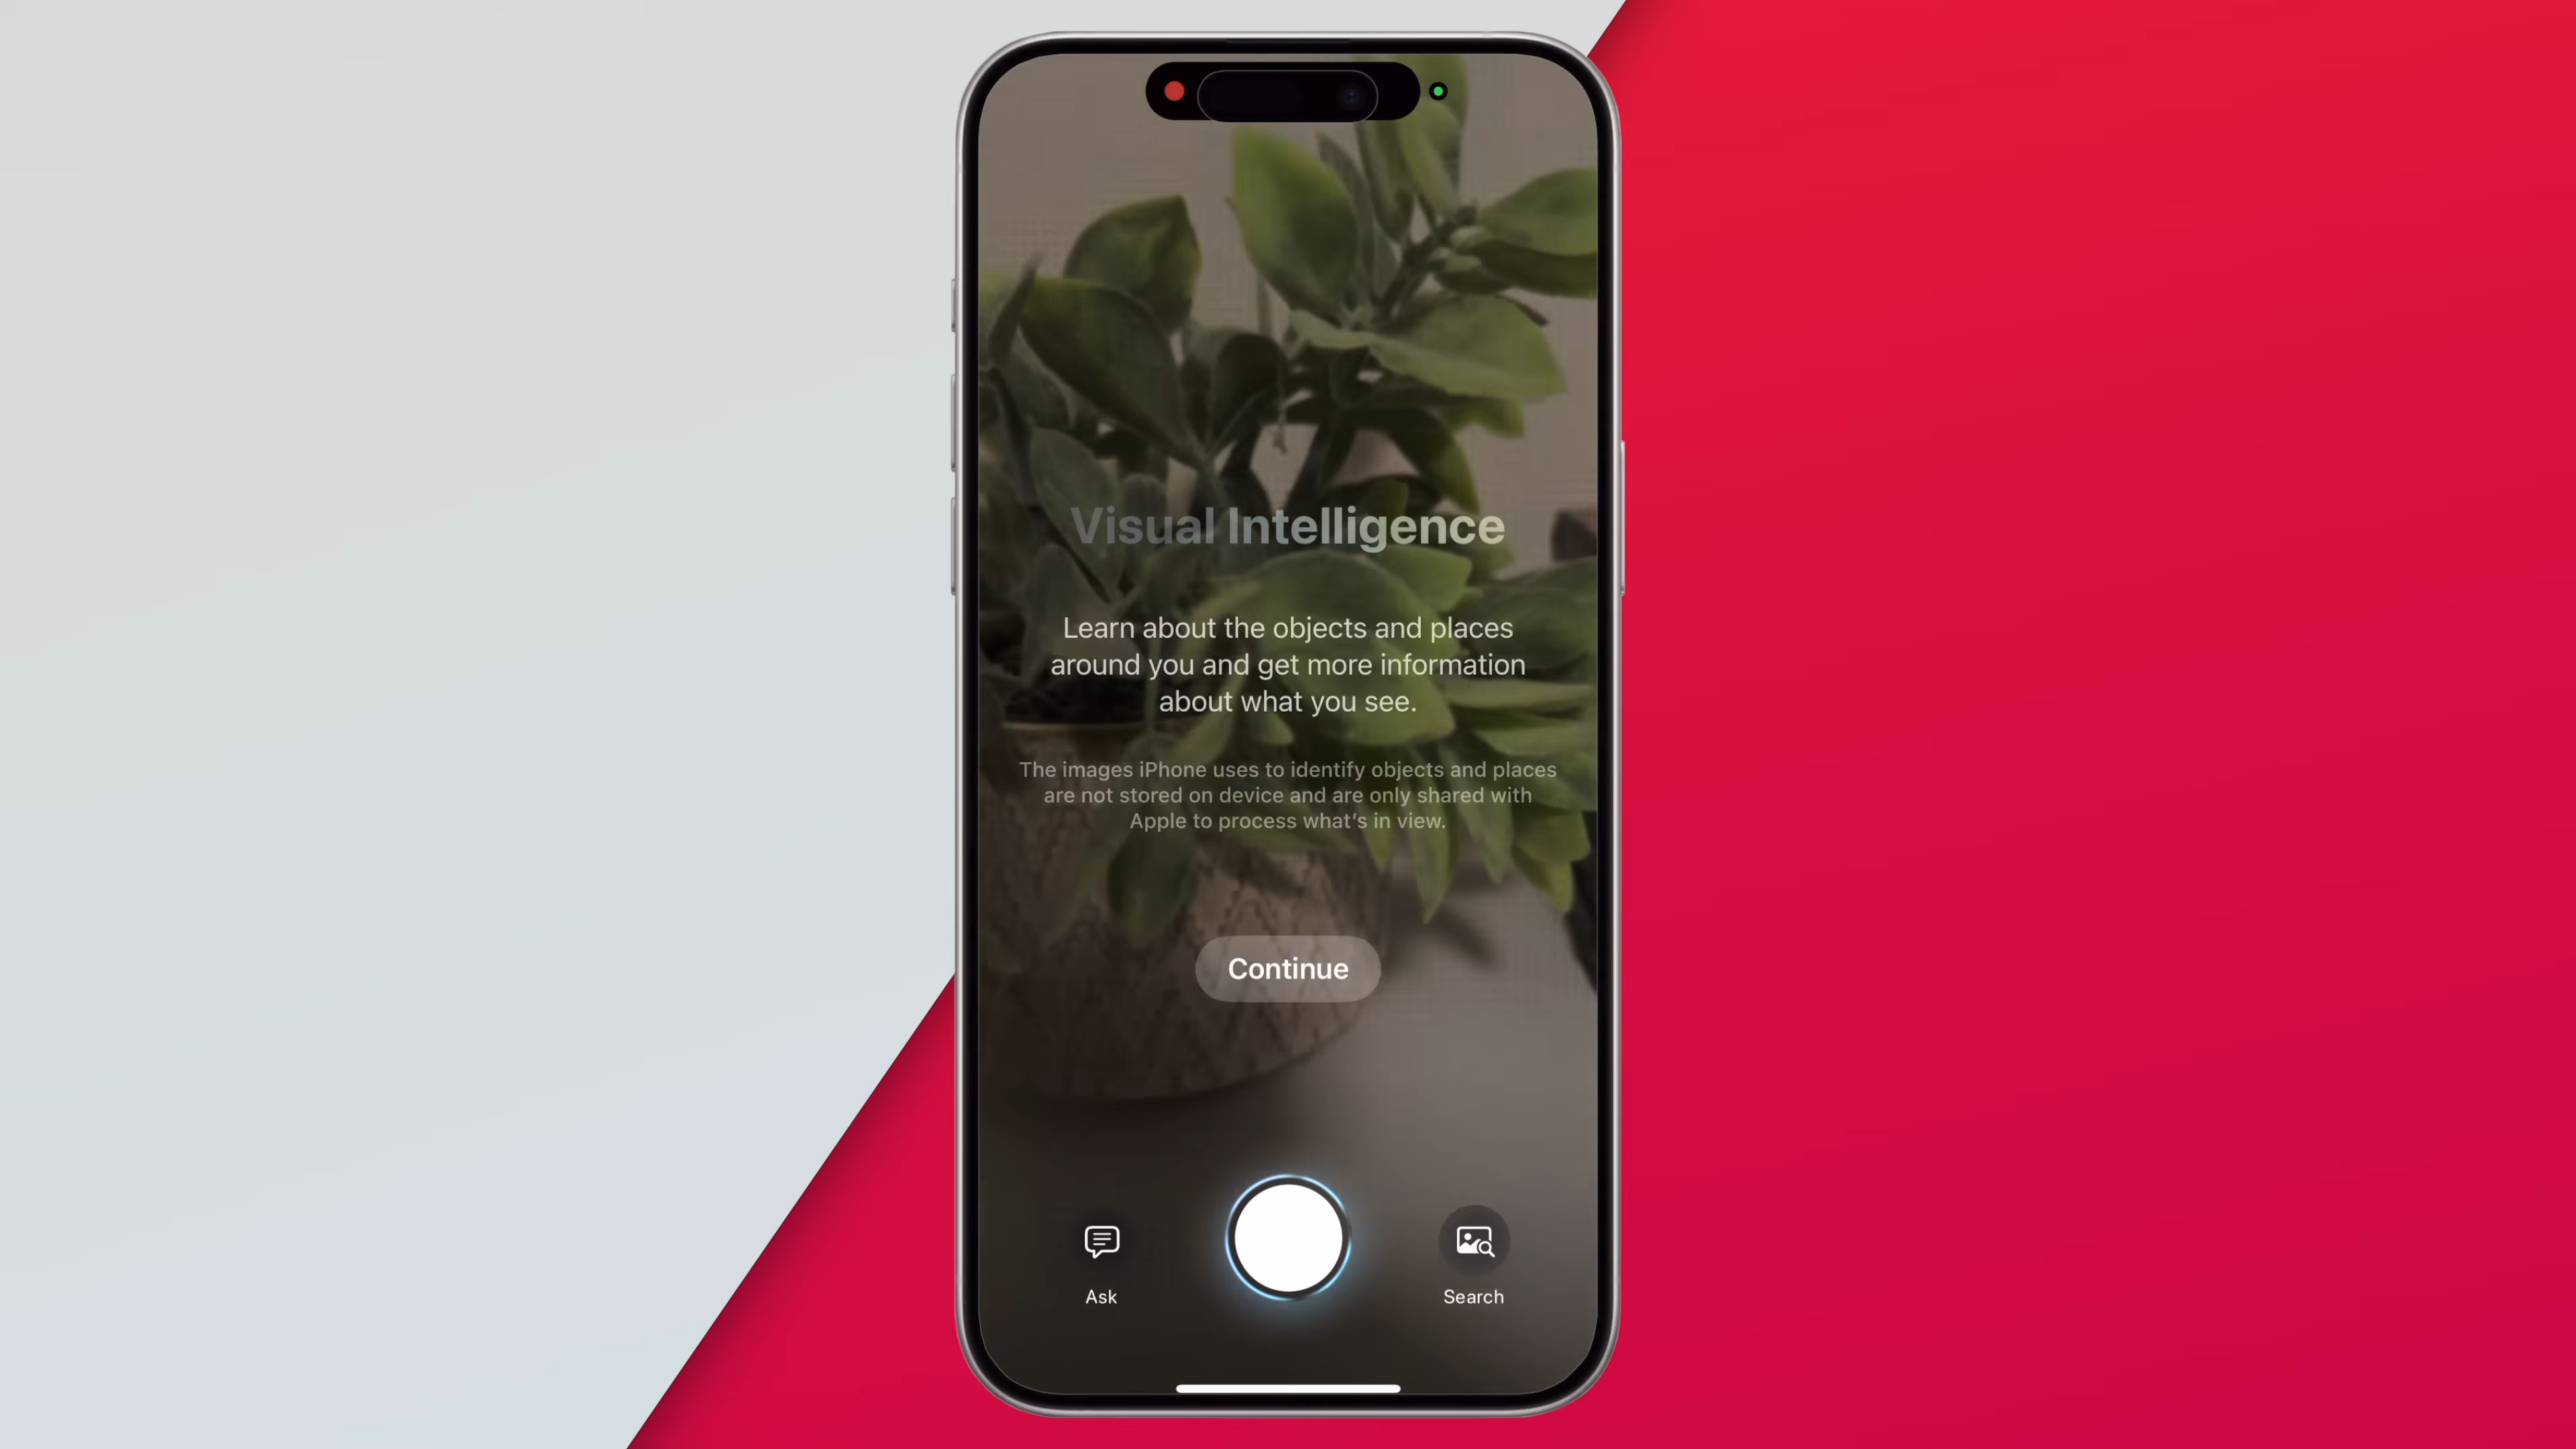 Visual Intelligence
Learn about the objects and places
around you and get more information
about what you see.
The images iPhone uses to identify objects and places
are not stored on device and are only shared with
Apple to process what's in view.
Continue
Ask
Search